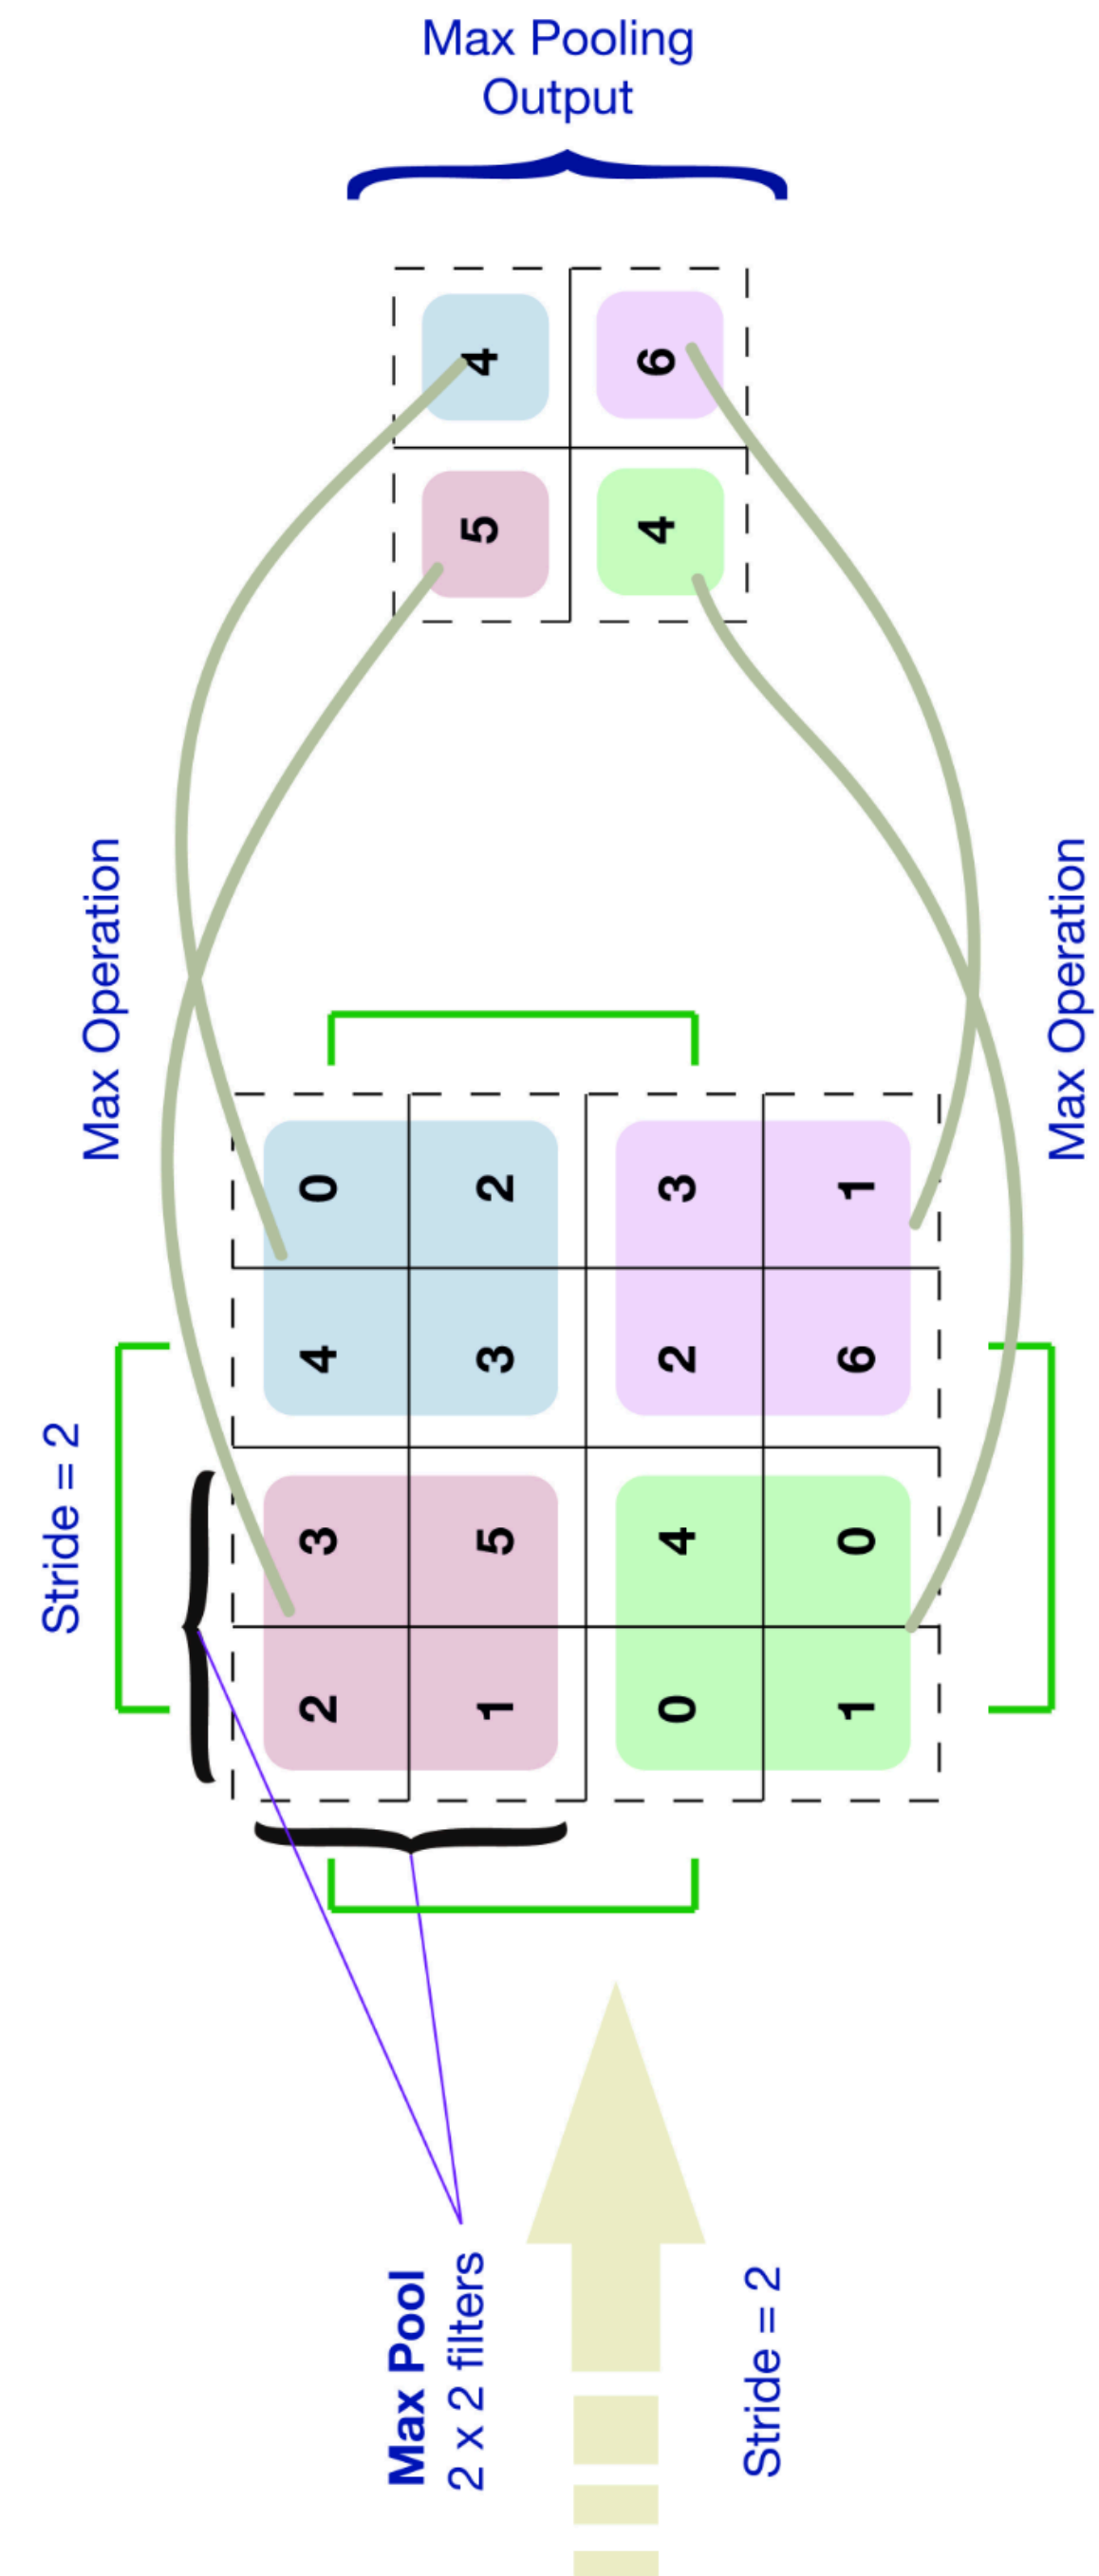 Max Pooling
Output
Max Pool
2 x 2 filters
Stride = 2
Stride = 2
2 3 4 0
1 5 3 2
0 4 2 3
1 0 6 1
Max Operation
Max Operation
5 4
4 6